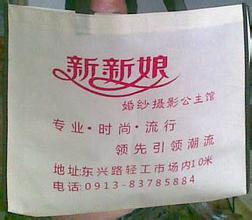 新新娘
婚纱摄影公主馆
专业·时尚·流行
领先引领潮流
地址:东兴路轻工市场内10米
电话:0913-83785884